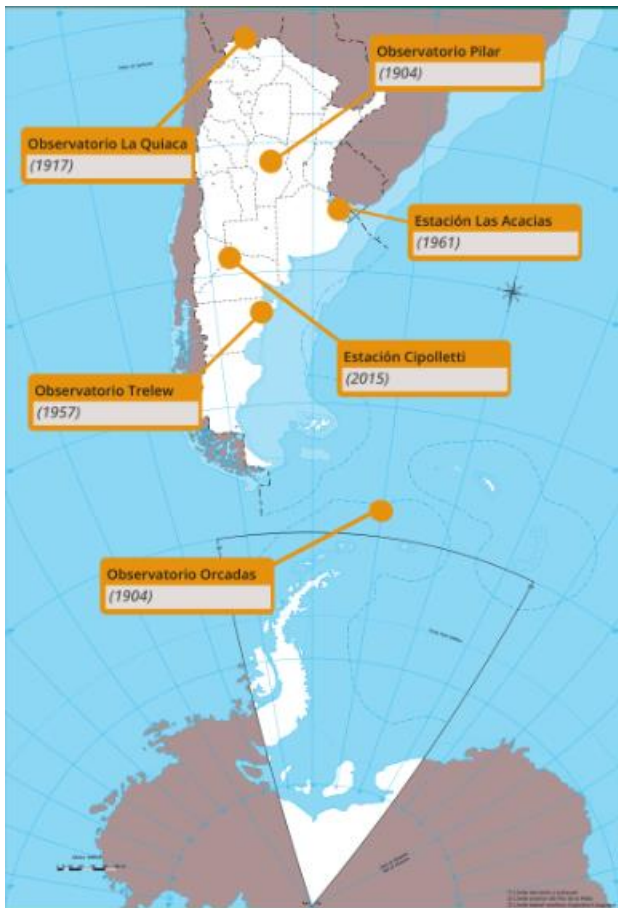 Observatorio Pilar
(1904)
Observatorio La Quiaca
(1917)
Estación Las Acacias
(1961)
Estación Cipolletti
(2015)
Observatorio Trelew
(1957)
Observatorio Orcadas
(1904)